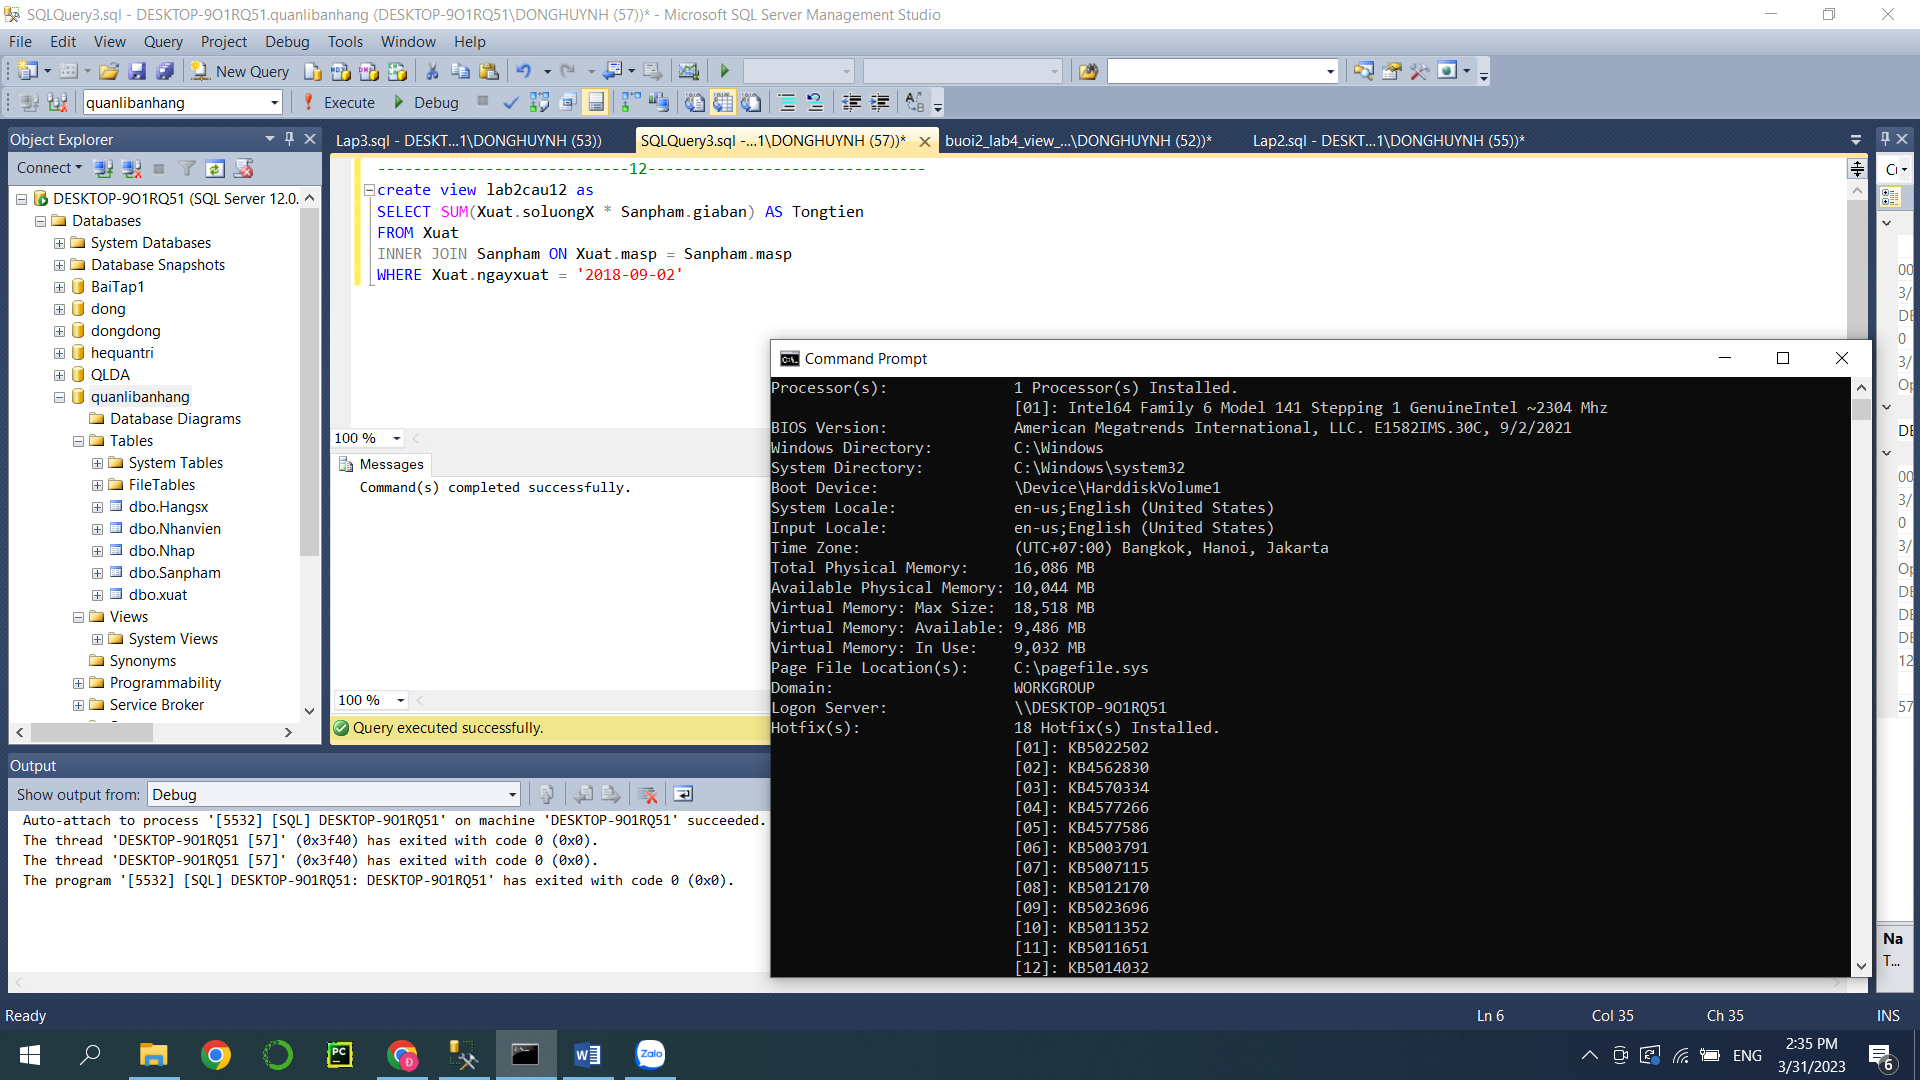 SQLQuery3.sql - DESKTOP-9O1RQ51.quanlibanhang (DESKTOP-9O1RQ51\DONGHUYNH (57))* - Microsoft SQL Server Management Studio
File Edit View Query Project Debug Tools Window Help
New Query
quanlibanhang Execute Debug
Object Explorer
Connect
DESKTOP-9O1RQ51 (SQL Server 12.0.
Databases
System Databases
Database Snapshots
BaiTap1
dong
dongdong
hequantri
QLDA
quanlibanhang
Database Diagrams
Tables
System Tables
FileTables
dbo.Hangsx
dbo.Nhanvien
dbo.Nhap
dbo.Sanpham
dbo.xuat
Views
System Views
Synonyms
Programmability
Service Broker
Lap3.sql - DESKT...1\DONGHUYNH (53)) SQLQuery3.sql -...1\DONGHUYNH (57))* buoi2_lab4_view_...\DONGHUYNH (52))* Lap2.sql - DESKT...1\DONGHUYNH (55))*
----------------------------12-------------------------------
create view lab2cau12 as
SELECT SUM(Xuat.soluongX * Sanpham.giaban) AS Tongtien
FROM Xuat
INNER JOIN Sanpham ON Xuat.masp = Sanpham.masp
WHERE Xuat.ngayxuat = '2018-09-02'
100 %
Messages
Command(s) completed successfully.
100 %
Query executed successfully.
Command Prompt
Processor(s): 1 Processor(s) Installed.
[01]: Intel64 Family 6 Model 141 Stepping 1 GenuineIntel ~2304 Mhz
BIOS Version: American Megatrends International, LLC. E1582IMS.30C, 9/2/2021
Windows Directory: C:\Windows
System Directory: C:\Windows\system32
Boot Device: \Device\HarddiskVolume1
System Locale: en-us;English (United States)
Input Locale: en-us;English (United States)
Time Zone: (UTC+07:00) Bangkok, Hanoi, Jakarta
Total Physical Memory: 16,086 MB
Available Physical Memory: 10,044 MB
Virtual Memory: Max Size: 18,518 MB
Virtual Memory: Available: 9,486 MB
Virtual Memory: In Use: 9,032 MB
Page File Location(s): C:\pagefile.sys
Domain: WORKGROUP
Logon Server: \\DESKTOP-9O1RQ51
Hotfix(s): 18 Hotfix(s) Installed.
[01]: KB5022502
[02]: KB4562830
[03]: KB4570334
[04]: KB4577266
[05]: KB4577586
[06]: KB5003791
[07]: KB5007115
[08]: KB5012170
[09]: KB5023696
[10]: KB5011352
[11]: KB5011651
[12]: KB5014032
Output
Show output from: Debug
Auto-attach to process '[5532] [SQL] DESKTOP-9O1RQ51' on machine 'DESKTOP-9O1RQ51' succeeded.
The thread 'DESKTOP-9O1RQ51 [57]' (0x3f40) has exited with code 0 (0x0).
The thread 'DESKTOP-9O1RQ51 [57]' (0x3f40) has exited with code 0 (0x0).
The program '[5532] [SQL] DESKTOP-9O1RQ51: DESKTOP-9O1RQ51' has exited with code 0 (0x0).
Na
T...
Ready Ln 6 Col 35 Ch 35 INS
PC
Zalo
ENG
2:35 PM
3/31/2023
6